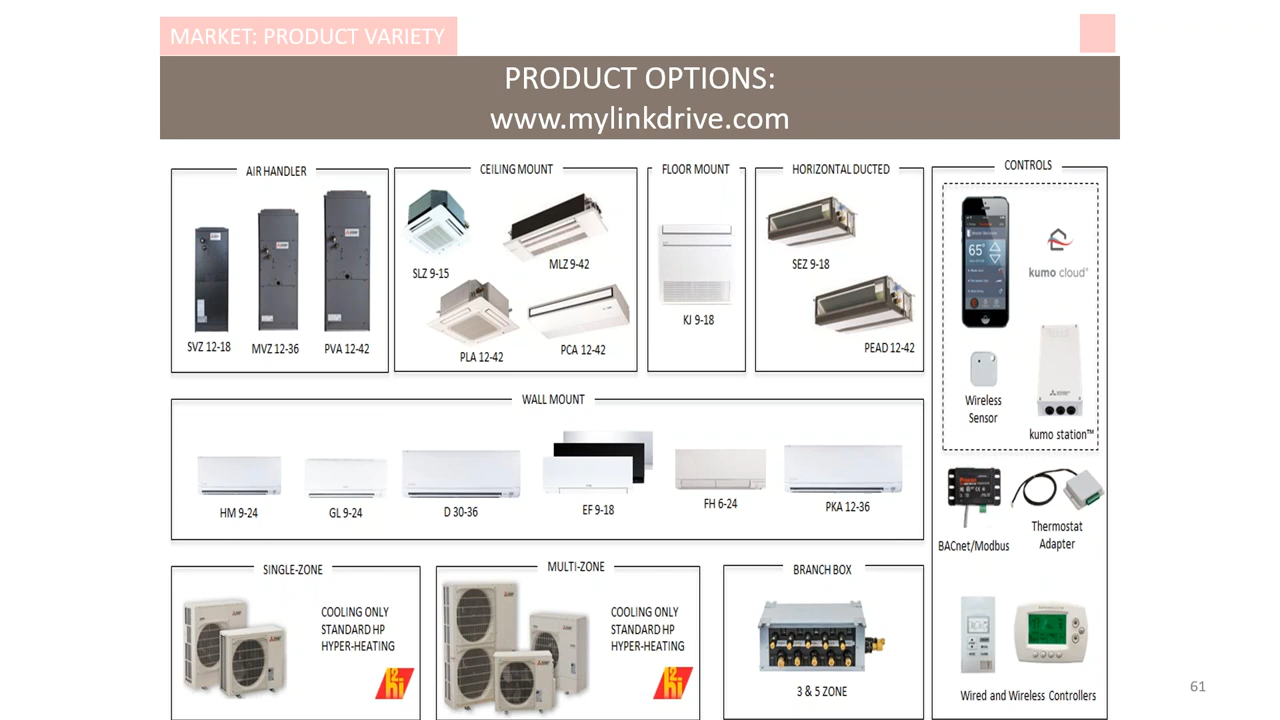 MARKET: PRODUCT VARIETY
PRODUCT OPTIONS:
www.mylinkdrive.com
AIR HANDLER
SVZ 12-18
MVZ 12-36
PVA 12-42
CEILING MOUNT
SLZ 9-15
MLZ 9-42
PLA 12-42
PCA 12-42
FLOOR MOUNT
KJ 9-18
HORIZONTAL DUCTED
SEZ 9-18
PEAD 12-42
CONTROLS
65°
kumo cloud®
Wireless
Sensor
kumo station™
BACnet/Modbus
Thermostat
Adapter
Wired and Wireless Controllers
WALL MOUNT
HM 9-24
GL 9-24
D 30-36
EF 9-18
FH 6-24
PKA 12-36
SINGLE-ZONE
COOLING ONLY
STANDARD HP
HYPER-HEATING
H2i
MULTI-ZONE
COOLING ONLY
STANDARD HP
HYPER-HEATING
H2i
BRANCH BOX
3 & 5 ZONE
61